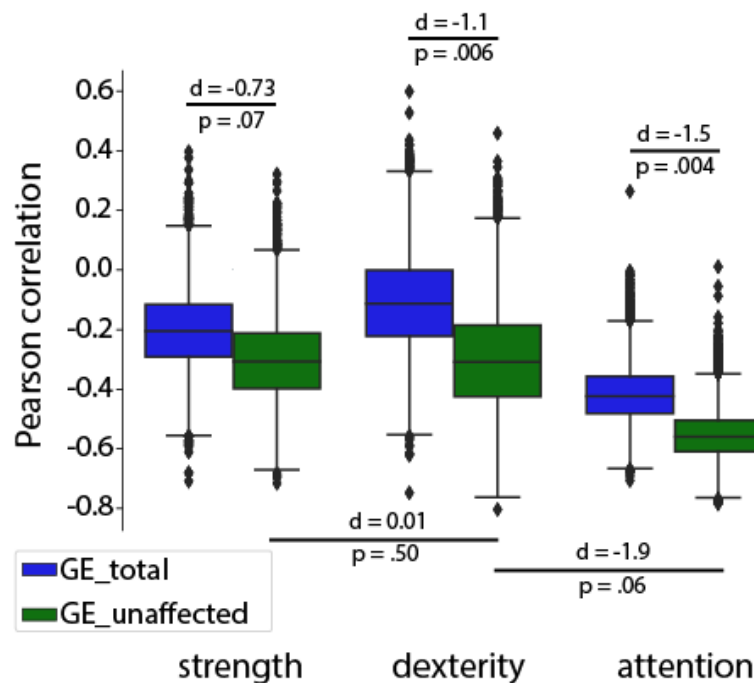 d = -1.1
p = .006
d = -0.73
p = .07
d = -1.5
p = .004
Pearson correlation
0.6
0.4
0.2
0.0
-0.2
-0.4
-0.6
-0.8
d = 0.01
p = .50
d = -1.9
p = .06
GE_total
GE_unaffected
strength
dexterity
attention